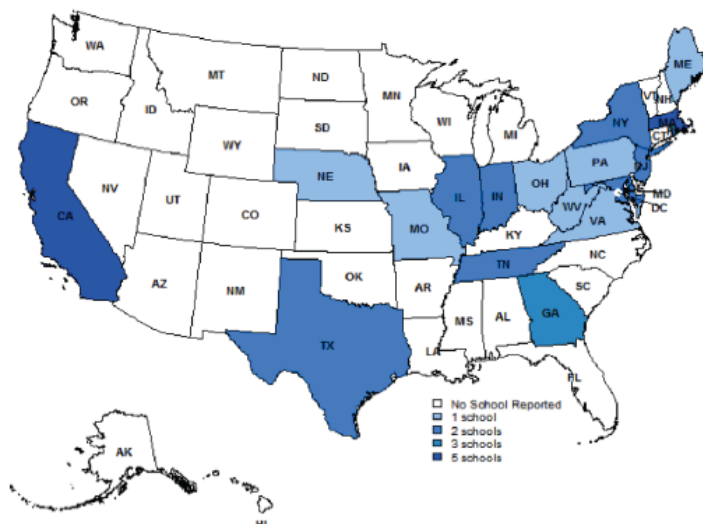 WA
MT
ND
MN
ME
VT
NH
OR
ID
SD
WI
MI
NY
MA
CT
WY
IA
PA
NJ
NE
IL
IN
OH
MD
NV
UT
CO
KS
MO
WV
VA
DC
CA
KY
AZ
NM
OK
AR
TN
NC
SC
TX
MS
AL
GA
LA
FL
No School Reported
1 school
2 schools
3 schools
5 schools
AK